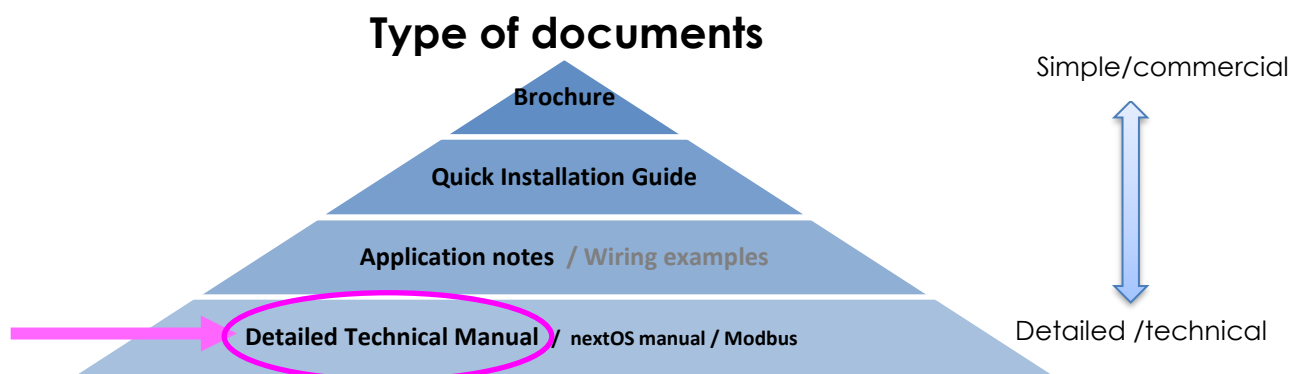 Type of documents
Simple/commercial
Brochure
Quick Installation Guide
Application notes / Wiring examples
Detailed Technical Manual / nextOS manual / Modbus
Detailed /technical